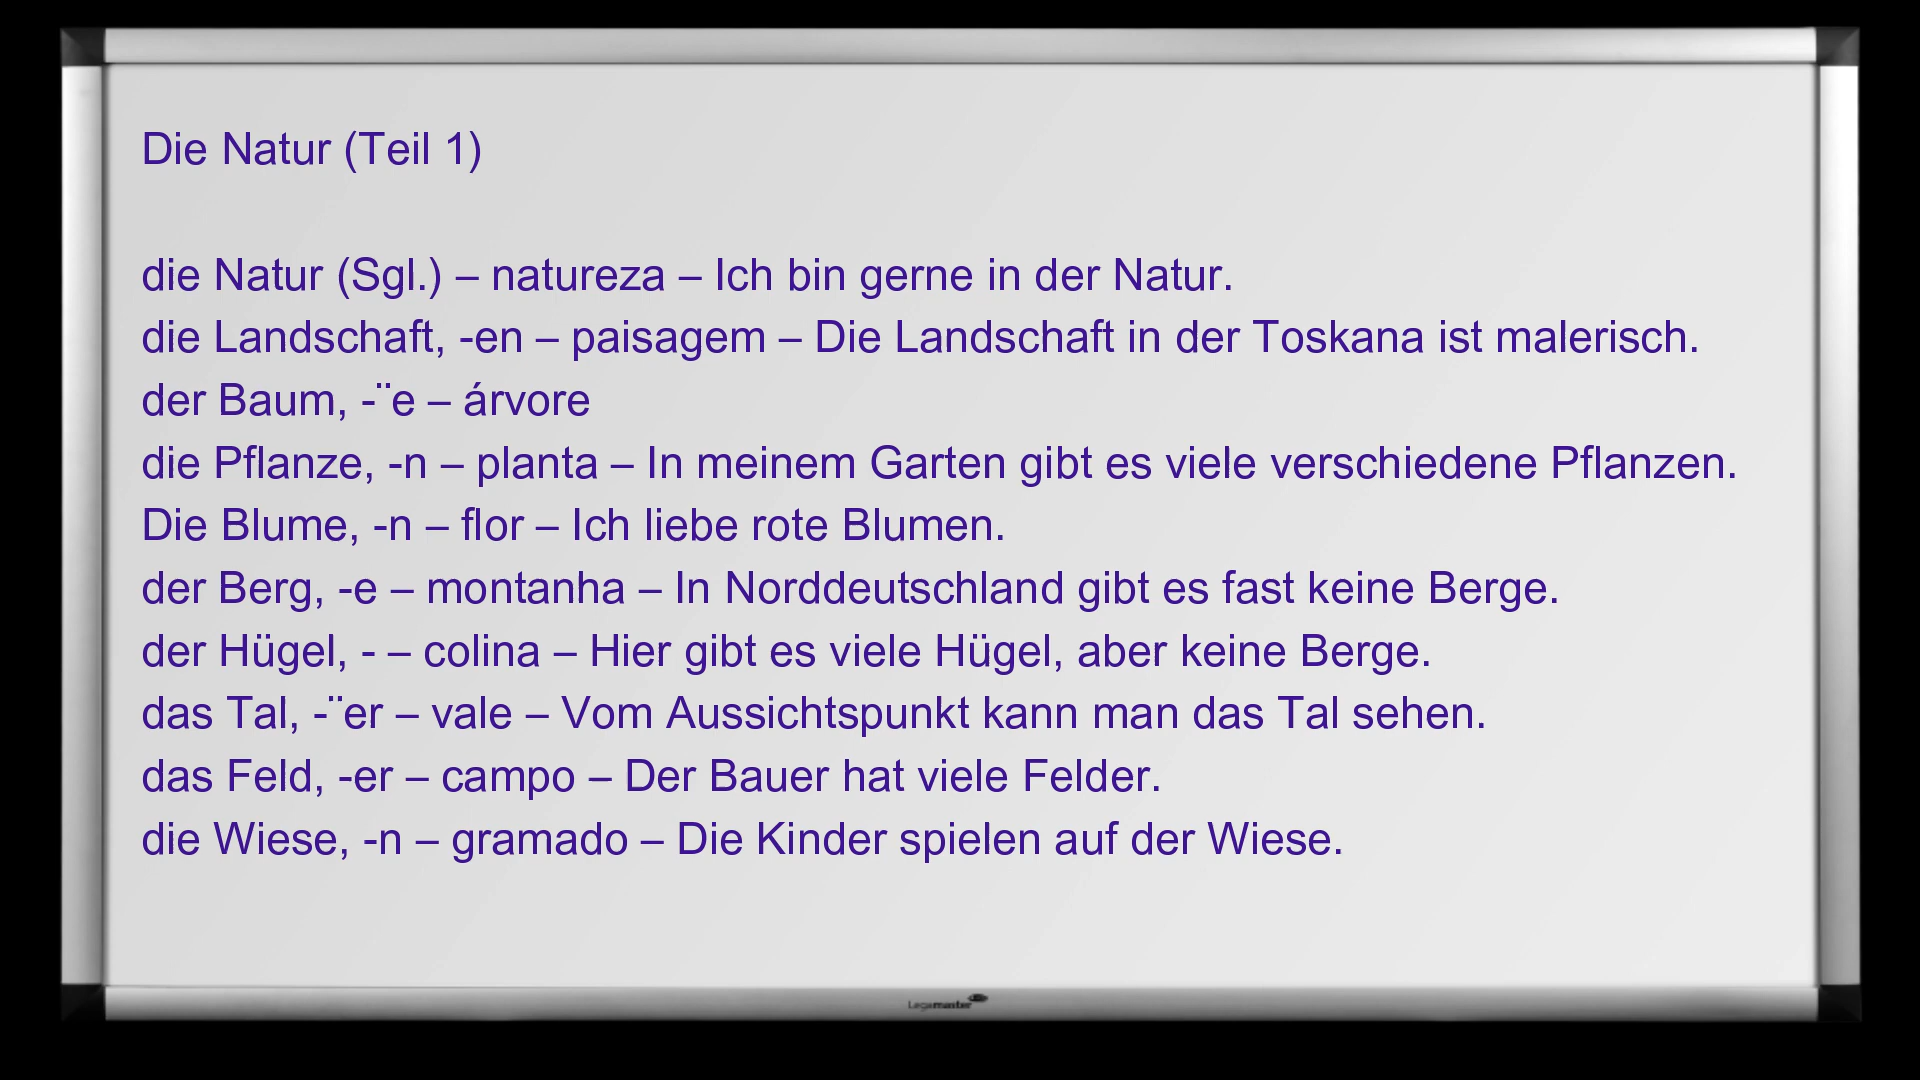 Die Natur (Teil 1)
die Natur (Sgl.) – natureza – Ich bin gerne in der Natur.
die Landschaft, -en – paisagem – Die Landschaft in der Toskana ist malerisch.
der Baum, -¨e – árvore
die Pflanze, -n – planta – In meinem Garten gibt es viele verschiedene Pflanzen.
Die Blume, -n – flor – Ich liebe rote Blumen.
der Berg, -e – montanha – In Norddeutschland gibt es fast keine Berge.
der Hügel, - – colina – Hier gibt es viele Hügel, aber keine Berge.
das Tal, -¨er – vale – Vom Aussichtspunkt kann man das Tal sehen.
das Feld, -er – campo – Der Bauer hat viele Felder.
die Wiese, -n – gramado – Die Kinder spielen auf der Wiese.
Legamaster